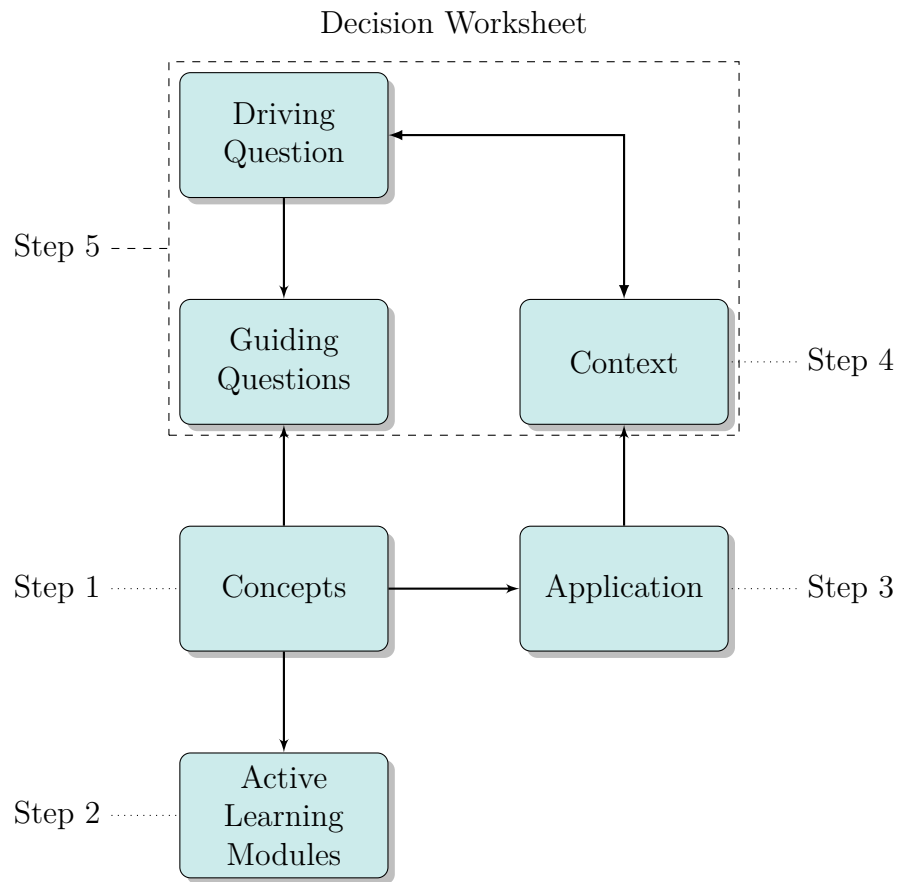 Decision Worksheet
Driving
Question
Step 5
Guiding
Questions
Context
Step 4
Step 1
Concepts
Application
Step 3
Step 2
Active
Learning
Modules